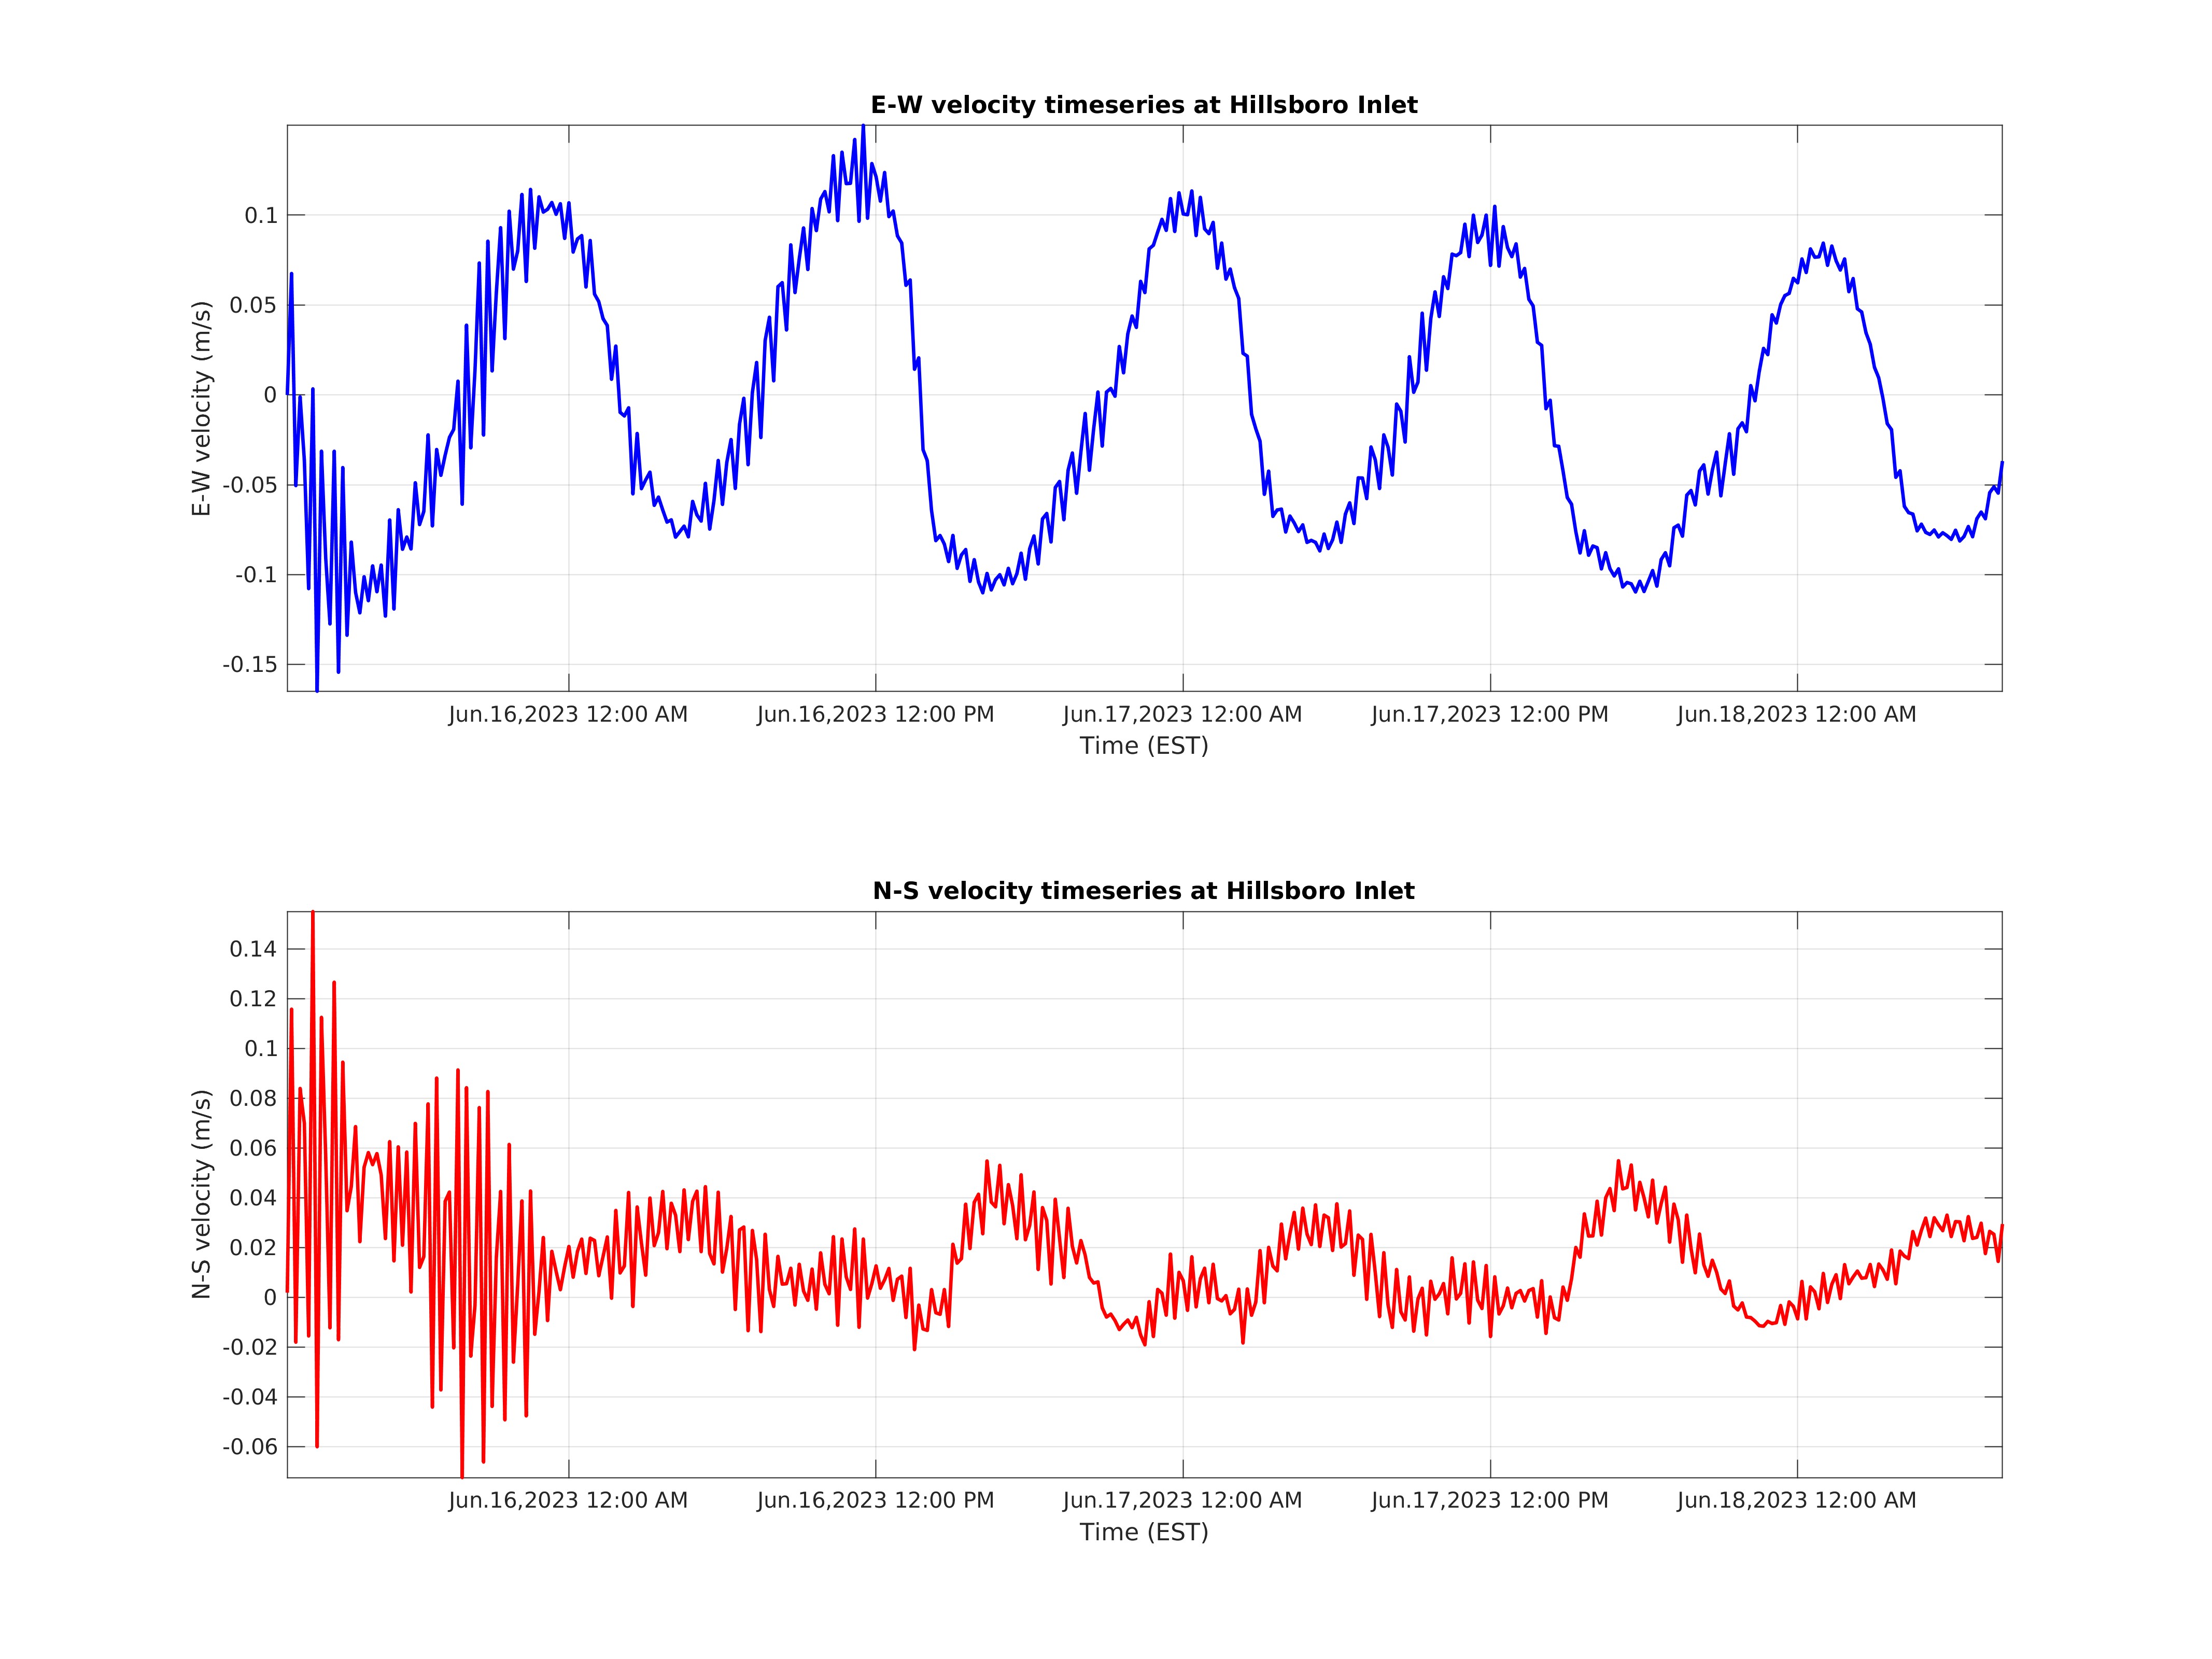 E-W velocity timeseries at Hillsboro Inlet
E-W velocity (m/s)
0.1
0.05
0
-0.05
-0.1
-0.15
Jun.16,2023 12:00 AM Jun.16,2023 12:00 PM Jun.17,2023 12:00 AM Jun.17,2023 12:00 PM Jun.18,2023 12:00 AM
Time (EST)
N-S velocity timeseries at Hillsboro Inlet
N-S velocity (m/s)
0.14
0.12
0.1
0.08
0.06
0.04
0.02
0
-0.02
-0.04
-0.06
Jun.16,2023 12:00 AM Jun.16,2023 12:00 PM Jun.17,2023 12:00 AM Jun.17,2023 12:00 PM Jun.18,2023 12:00 AM
Time (EST)